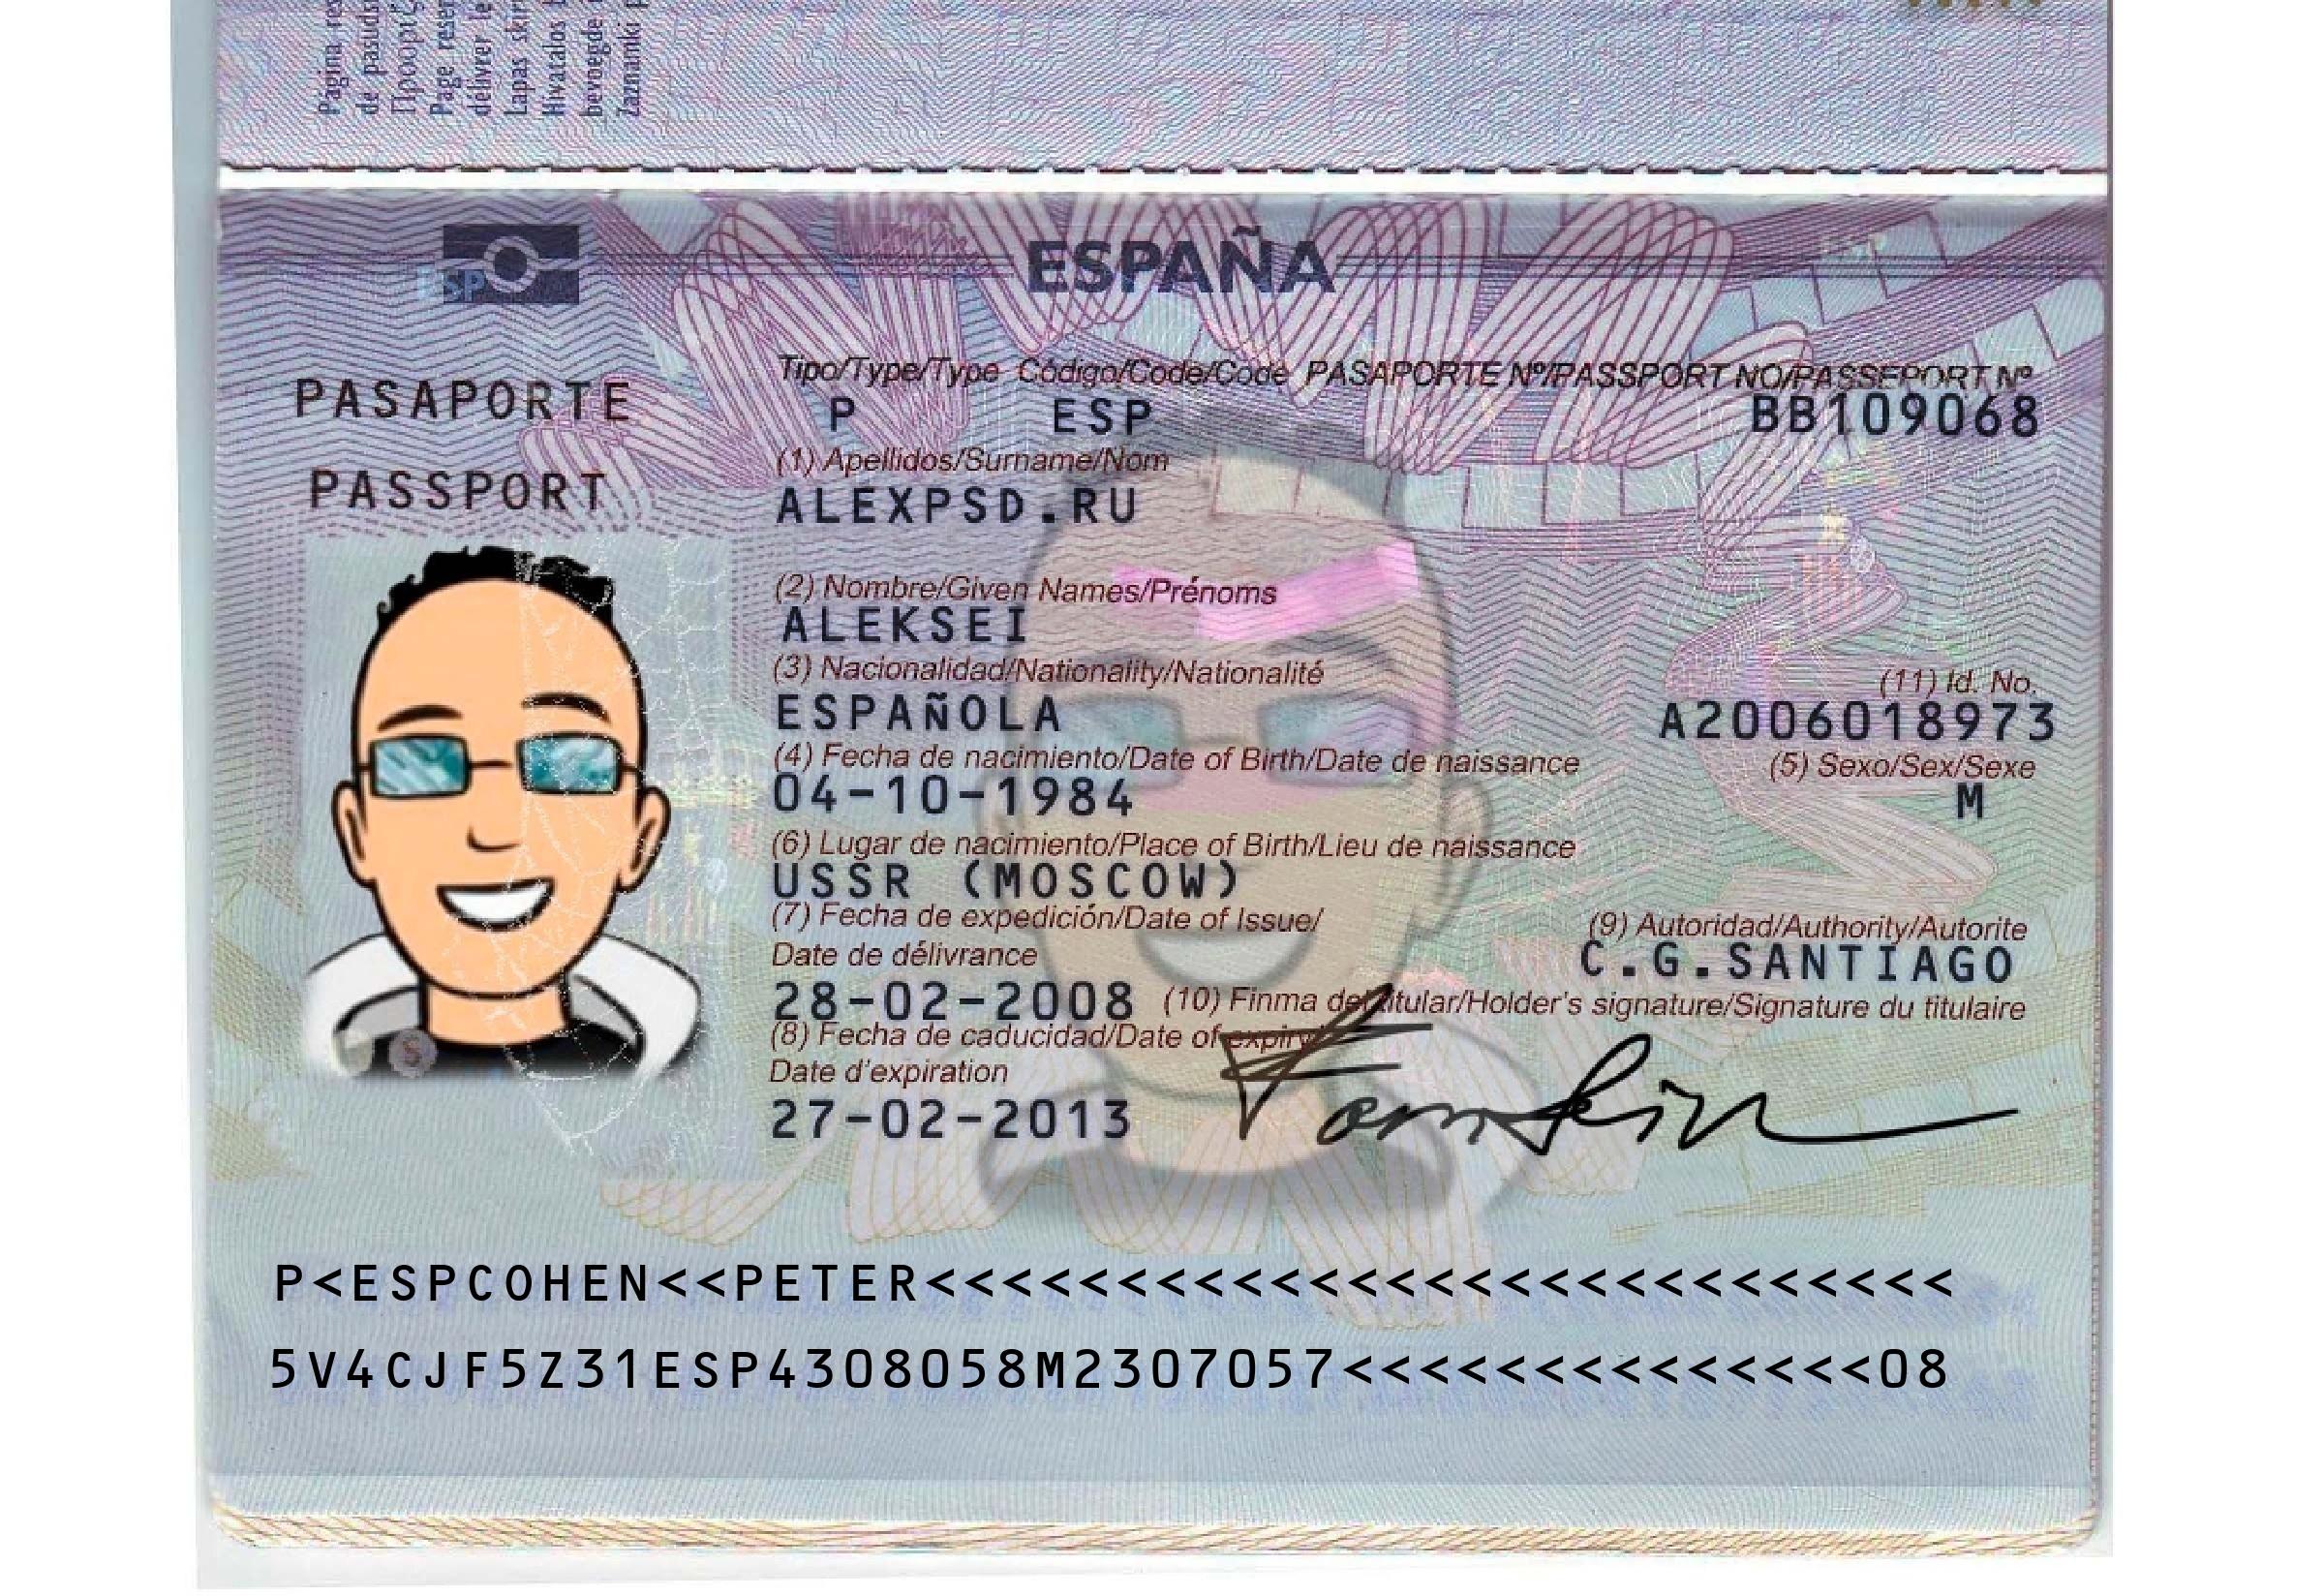 Página res
de pasudsr
Προορίζ
Page reser
délivrer le
Lapas skir
Hivatalos b
bevoegde
Zaznamki p
ESP
ESPAÑA
PASAPORTE
PASSPORT
Tipo/Type/Type Código/Code/Code PASAPORTE Nº/PASSPORT NO/PASSEPORT Nº
P ESP BB109068
(1) Apellidos/Surname/Nom
ALEXPSD.RU
(2) Nombre/Given Names/Prénoms
ALEKSEI
(3) Nacionalidad/Nationality/Nationalité
(11) Id. No.
ESPAÑOLA A2006018973
(4) Fecha de nacimiento/Date of Birth/Date de naissance (5) Sexo/Sex/Sexe
04-10-1984 M
(6) Lugar de nacimiento/Place of Birth/Lieu de naissance
USSR (MOSCOW)
(7) Fecha de expedición/Date of Issue/ (9) Autoridad/Authority/Autorite
Date de délivrance C.G.SANTIAGO
28-02-2008 (10) Finma del titular/Holder's signature/Signature du titulaire
(8) Fecha de caducidad/Date of expiry/
Date d'expiration
27-02-2013
P<ESPCOHEN<<PETER<<<<<<<<<<<<<<<<<<<<<<<<<<<
5V4CJF5Z31ESP4308058M2307057<<<<<<<<<<<<<<08